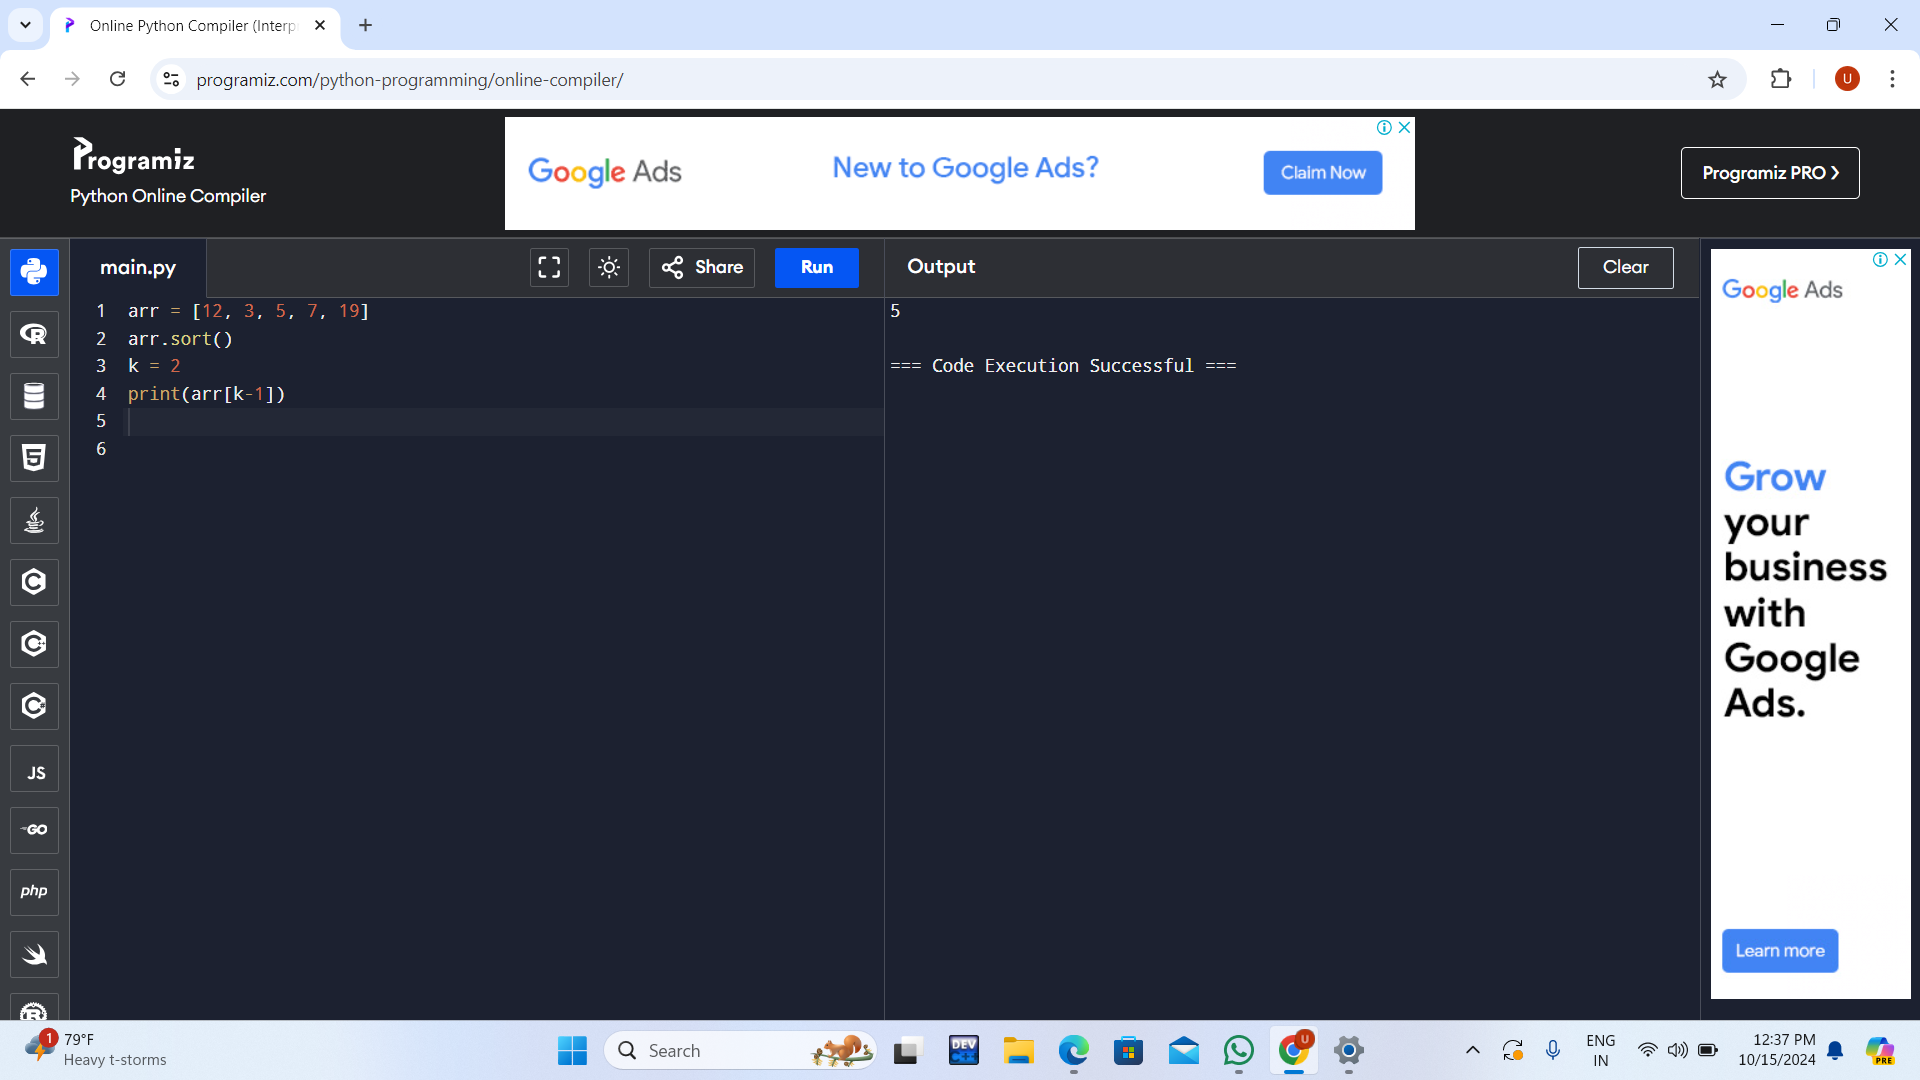 Online Python Compiler (Interp
programiz.com/python-programming/online-compiler/
U
Programiz
Python Online Compiler
Google Ads
New to Google Ads?
Claim Now
Programiz PRO
main.py
Share
Run
Output
Clear
1 arr = [12, 3, 5, 7, 19]
2 arr.sort()
3 k = 2
4 print(arr[k-1])
5
6
5
=== Code Execution Successful ===
R
5
C
C
C
JS
GO
php
R
Google Ads
Grow
your
business
with
Google
Ads.
Learn more
1
79°F
Heavy t-storms
Search
DEV
C++
U
ENG
IN
12:37 PM
10/15/2024
PRE